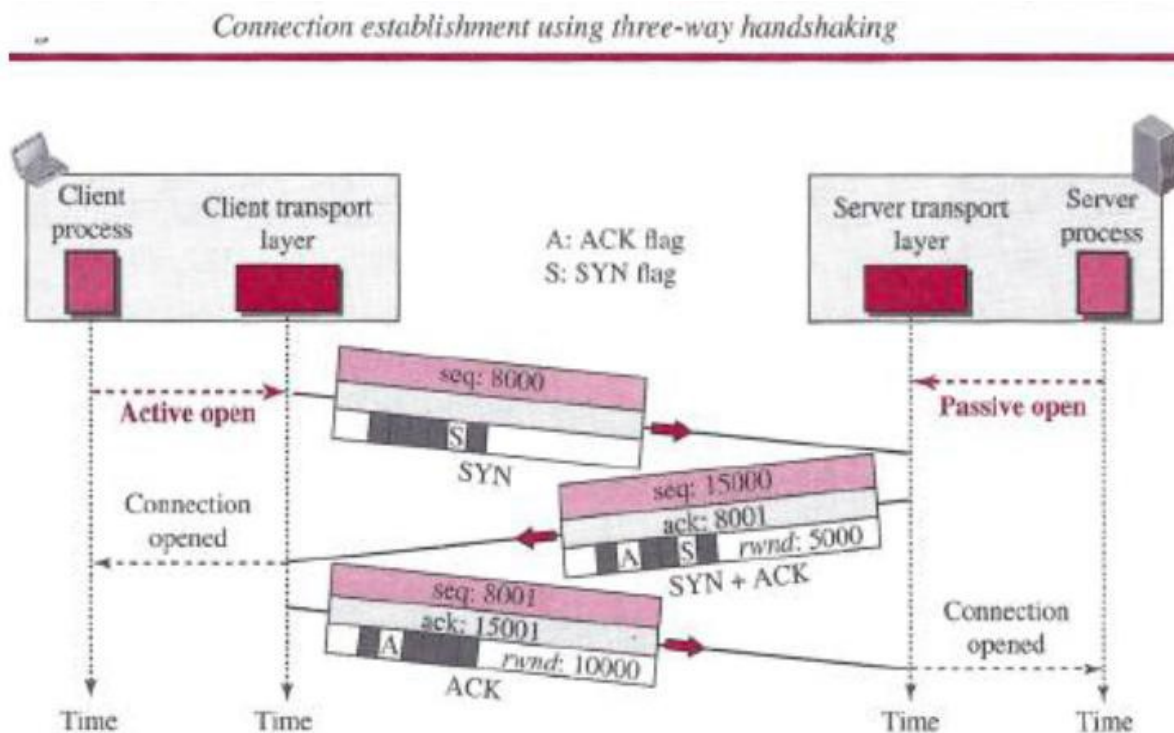 Connection establishment using three-way handshaking
Client
process
Client transport
layer
A: ACK flag
S: SYN flag
Server transport
layer
Server
process
seq: 8000
S
SYN
Active open
Passive open
seq: 15000
ack: 8001
A S rwnd: 5000
SYN + ACK
Connection
opened
seq: 8001
ack: 15001
A rwnd: 10000
ACK
Connection
opened
Time
Time
Time
Time